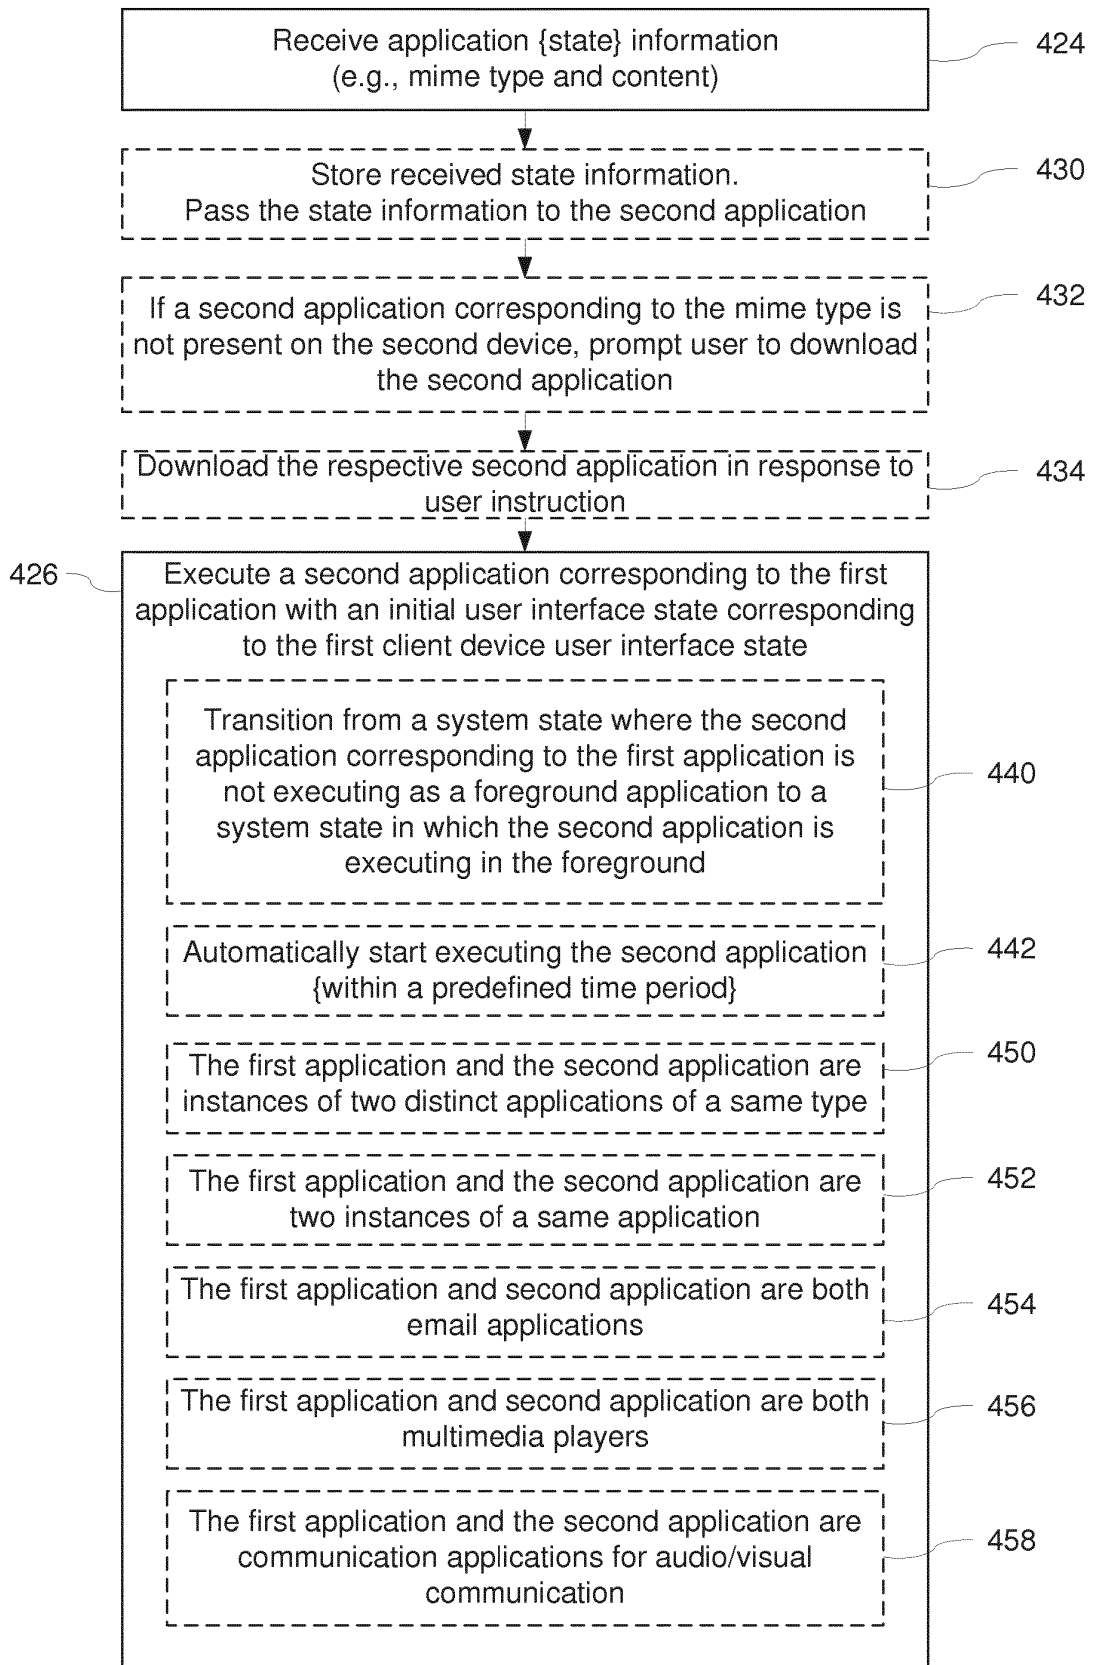 Receive application {state} information
(e.g., mime type and content)
424
Store received state information.
Pass the state information to the second application
430
If a second application corresponding to the mime type is
not present on the second device, prompt user to download
the second application
432
Download the respective second application in response to
user instruction
434
426
Execute a second application corresponding to the first
application with an initial user interface state corresponding
to the first client device user interface state
Transition from a system state where the second
application corresponding to the first application is
not executing as a foreground application to a
system state in which the second application is
executing in the foreground
440
Automatically start executing the second application
{within a predefined time period}
442
The first application and the second application are
instances of two distinct applications of a same type
450
The first application and the second application are
two instances of a same application
452
The first application and second application are both
email applications
454
The first application and second application are both
multimedia players
456
The first application and the second application are
communication applications for audio/visual
communication
458